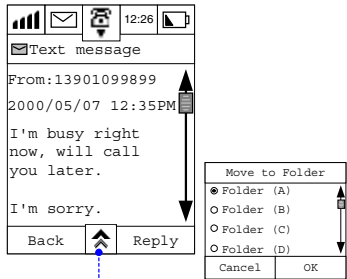 12:26
Text message
From:13901099899
2000/05/07 12:35PM
I'm busy right
now, will call
you later.
I'm sorry.
Back Reply
Move to Folder
Folder (A)
Folder (B)
Folder (C)
Folder (D)
Cancel OK